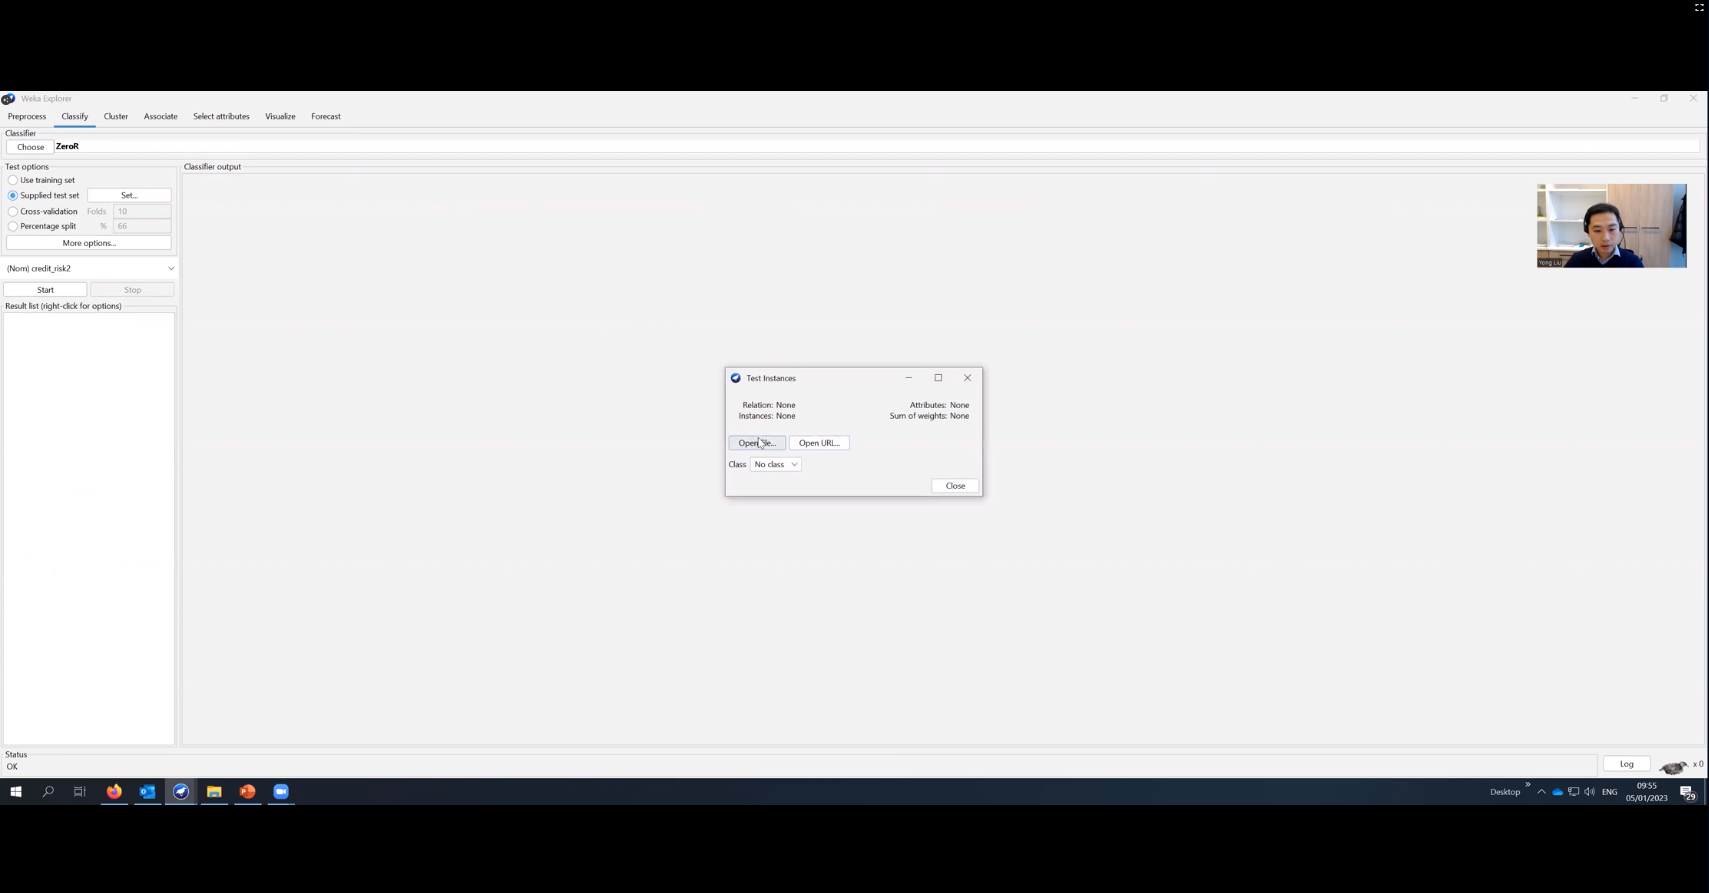 Weka Explorer
Preprocess Classify Cluster Associate Select attributes Visualize Forecast
Classifier
Choose ZeroR
Test options
Use training set
Supplied test set Set...
Cross-validation Folds 10
Percentage split % 66
More options...
(Nom) credit_risk2
Start Stop
Result list (right-click for options)
Classifier output
Yong Liu
Test Instances
Relation: None Attributes: None
Instances: None Sum of weights: None
Open URL...
Class No class
Close
Status
OK
Log x 0
Desktop ENG 09:55
05/01/2023 29